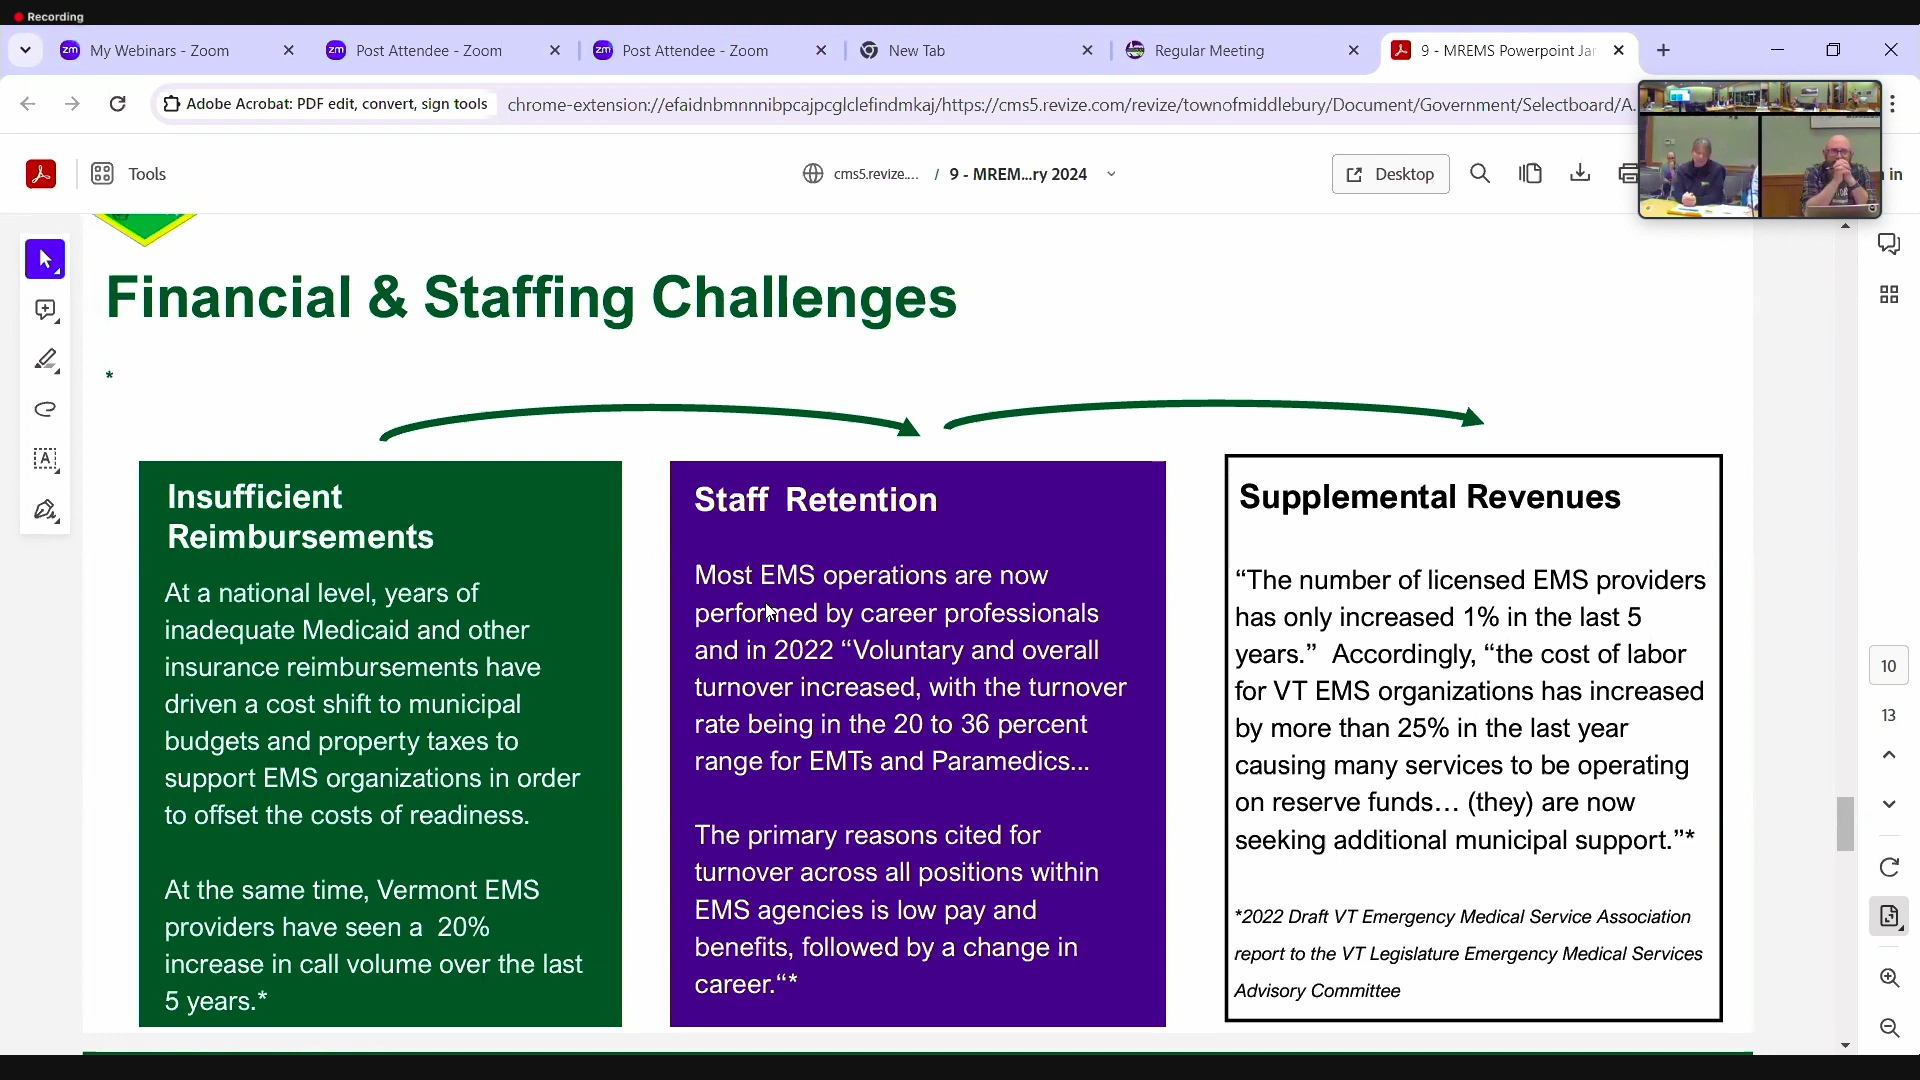 Recording
My Webinars - Zoom
Post Attendee - Zoom
Post Attendee - Zoom
New Tab
Regular Meeting
9 - MREMS Powerpoint Jar
Adobe Acrobat: PDF edit, convert, sign tools
chrome-extension://efaidnbmnnnibpcajpcglclefindmkaj/https://cms5.revize.com/revize/townofmiddlebury/Document/Government/Selectboard/A...
Tools
cms5.revize.... / 9 - MREM...ry 2024
Desktop
in
Financial & Staffing Challenges
*
Insufficient
Reimbursements
At a national level, years of
inadequate Medicaid and other
insurance reimbursements have
driven a cost shift to municipal
budgets and property taxes to
support EMS organizations in order
to offset the costs of readiness.
At the same time, Vermont EMS
providers have seen a 20%
increase in call volume over the last
5 years.*
Staff Retention
Most EMS operations are now
performed by career professionals
and in 2022 “Voluntary and overall
turnover increased, with the turnover
rate being in the 20 to 36 percent
range for EMTs and Paramedics...
The primary reasons cited for
turnover across all positions within
EMS agencies is low pay and
benefits, followed by a change in
career.“*
Supplemental Revenues
“The number of licensed EMS providers
has only increased 1% in the last 5
years.” Accordingly, “the cost of labor
for VT EMS organizations has increased
by more than 25% in the last year
causing many services to be operating
on reserve funds… (they) are now
seeking additional municipal support.”*
*2022 Draft VT Emergency Medical Service Association
report to the VT Legislature Emergency Medical Services
Advisory Committee
10
13